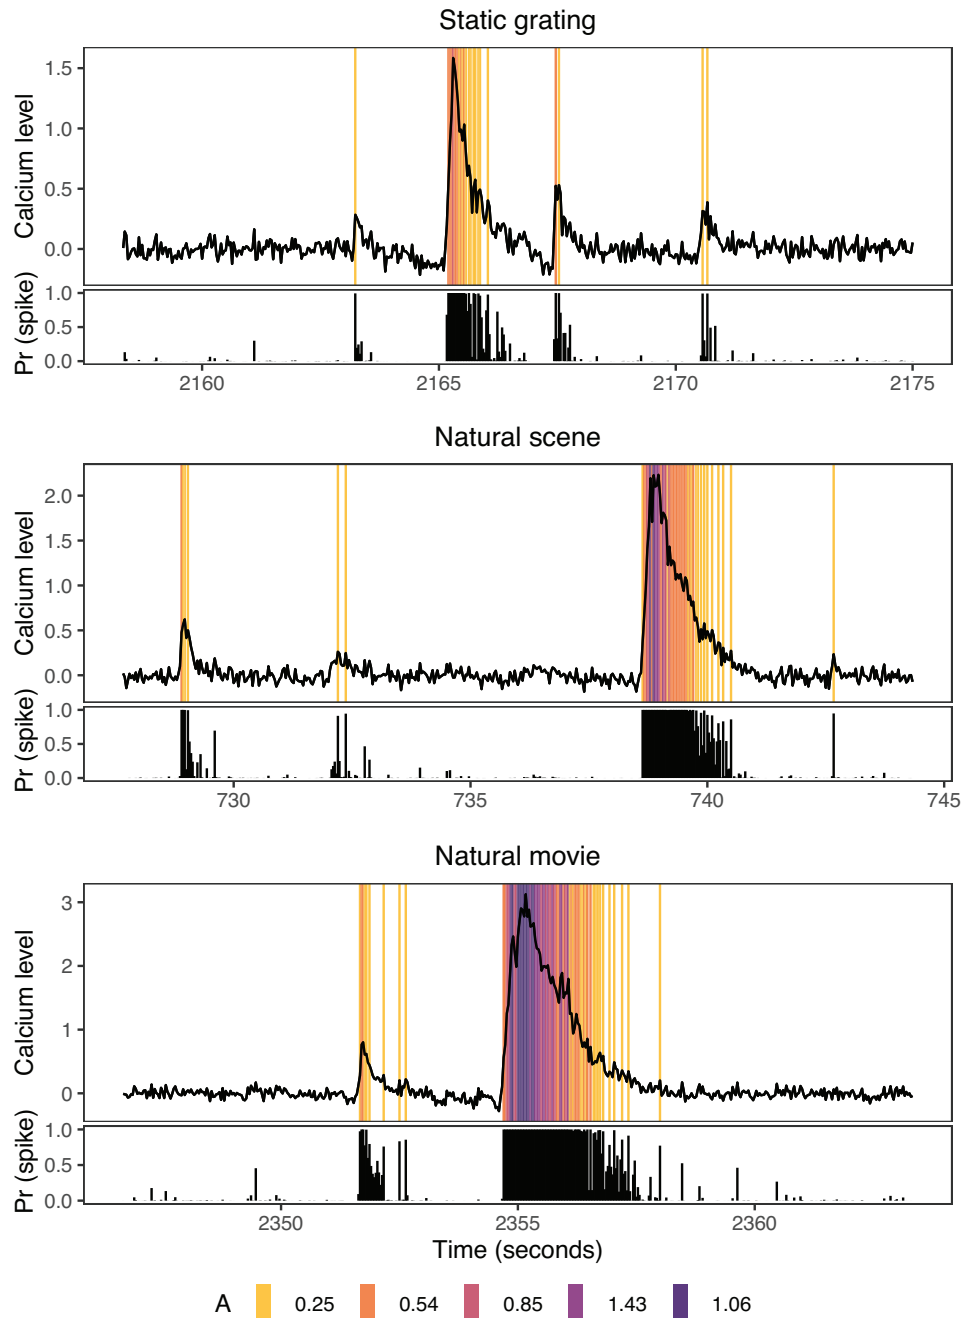 Static grating
Calcium level
1.5
1.0
0.5
0.0
Pr (spike)
1.0
0.5
0.0
2160 2165 2170 2175
Natural scene
Calcium level
2.0
1.5
1.0
0.5
0.0
Pr (spike)
1.0
0.5
0.0
730 735 740 745
Natural movie
Calcium level
3
2
1
0
Pr (spike)
1.0
0.5
0.0
2350 2355 2360
Time (seconds)
A 0.25 0.54 0.85 1.43 1.06